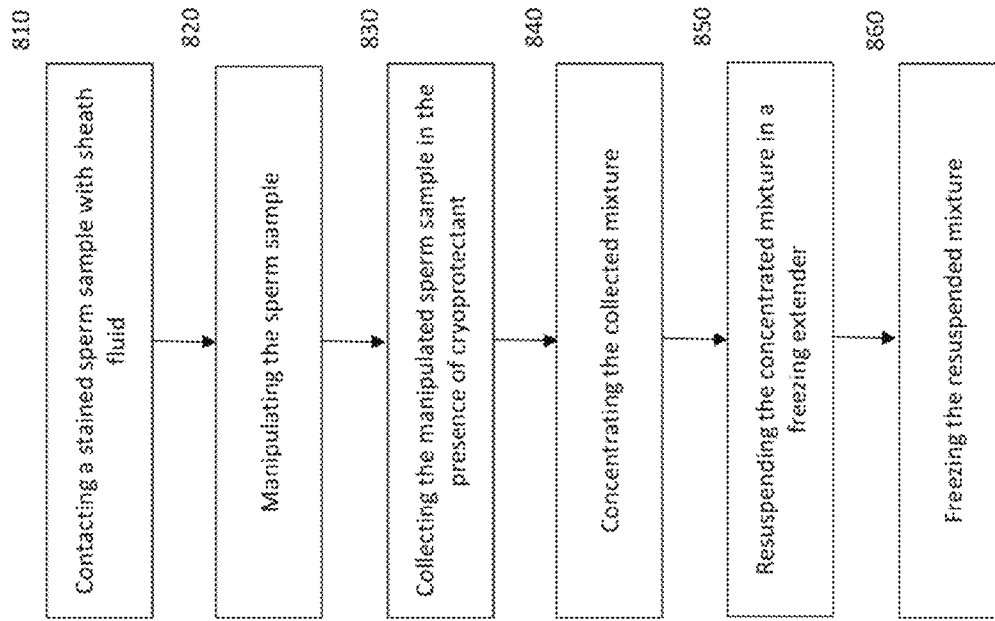 810
Contacting a stained sperm sample with sheath
fluid
820
Manipulating the sperm sample
830
Collecting the manipulated sperm sample in the
presence of cryoprotectant
840
Concentrating the collected mixture
850
Resuspending the concentrated mixture in a
freezing extender
860
Freezing the resuspended mixture